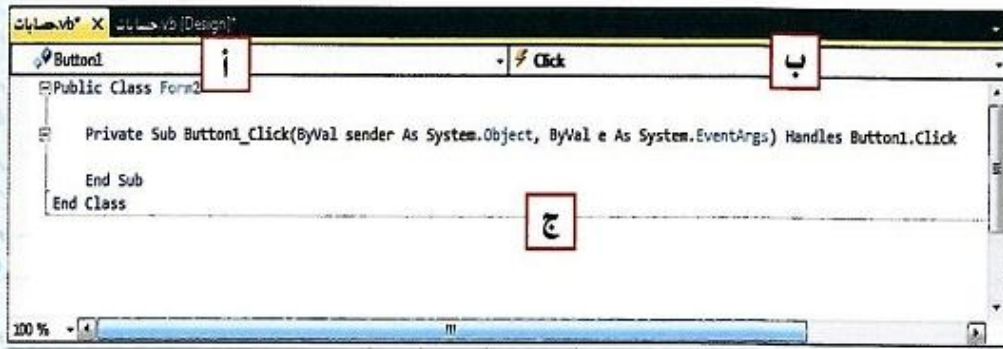 حسابات.vb* X حسابات.vb [Design]*
Button1 أ Click ب
Public Class Form2
Private Sub Button1_Click(ByVal sender As System.Object, ByVal e As System.EventArgs) Handles Button1.Click
End Sub
End Class
ج
100 %